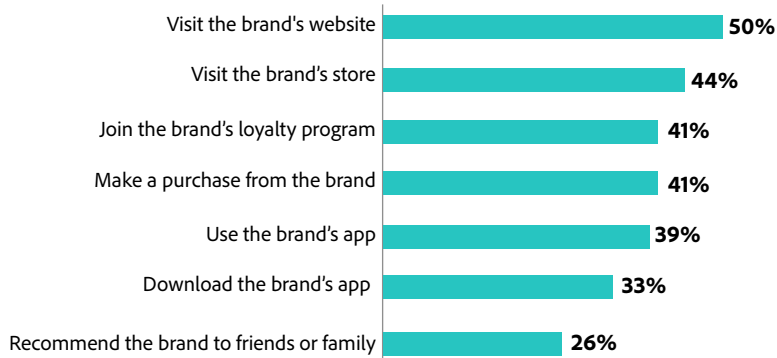 Visit the brand's website 50%
Visit the brand’s store 44%
Join the brand’s loyalty program 41%
Make a purchase from the brand 41%
Use the brand’s app 39%
Download the brand’s app 33%
Recommend the brand to friends or family 26%